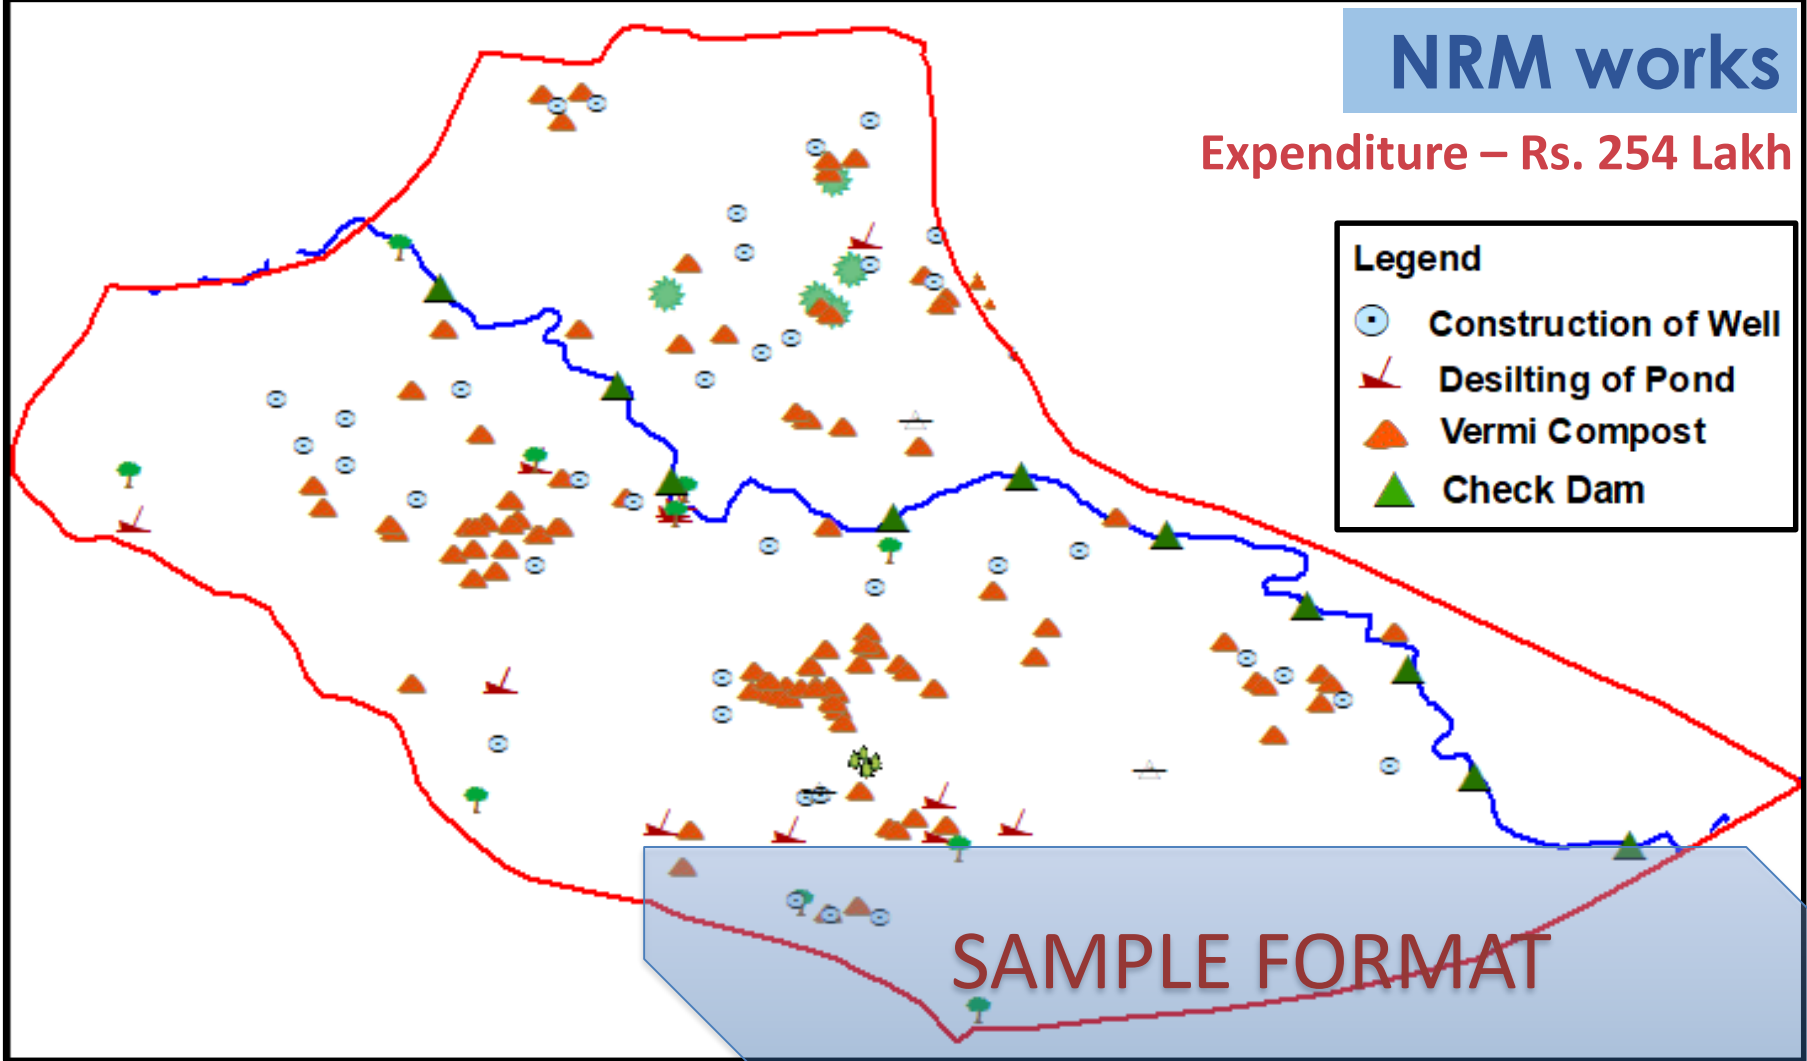 NRM works
Expenditure – Rs. 254 Lakh
Legend
Construction of Well
Desilting of Pond
Vermi Compost
Check Dam
SAMPLE FORMAT